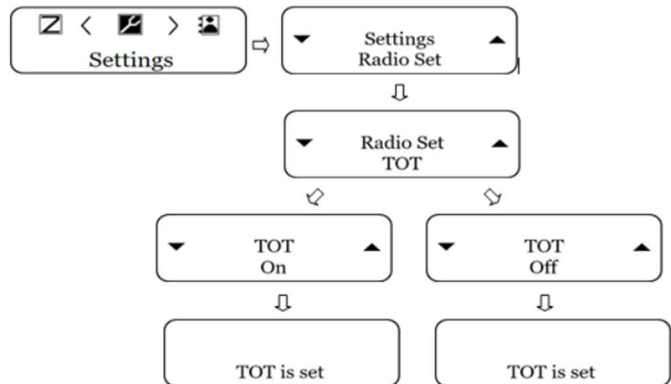 Z < >
Settings
Settings
Radio Set
Radio Set
TOT
TOT
On
TOT
Off
TOT is set
TOT is set